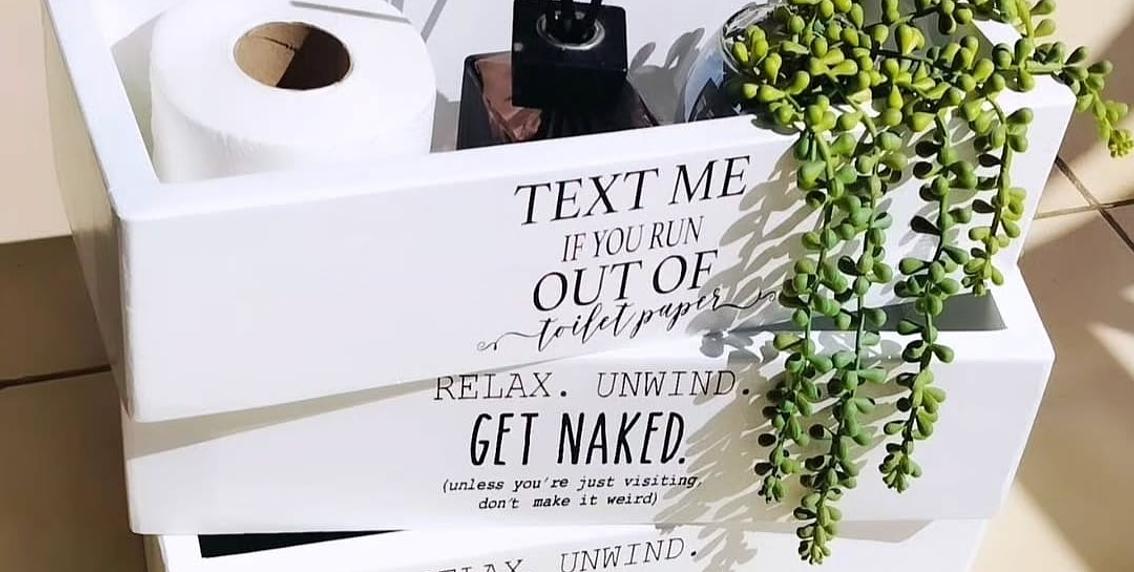 TEXT ME
IF YOU RUN
OUT OF
toilet paper
RELAX. UNWIND.
GET NAKED.
(unless you're just visiting,
don't make it weird)
UNWIND.